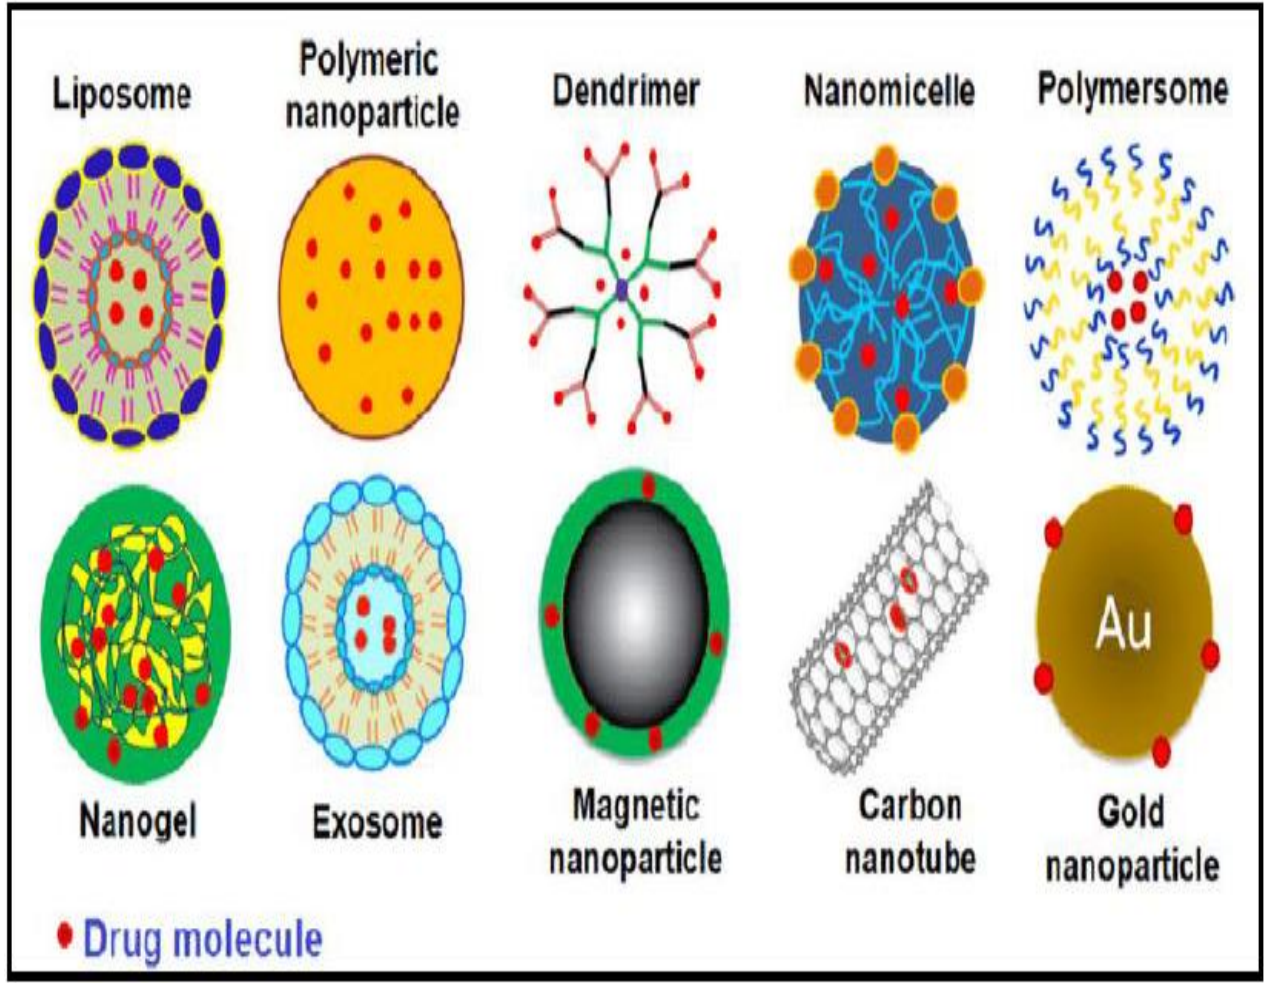 Liposome
Polymeric
nanoparticle
Dendrimer
Nanomicelle
Polymersome
Au
Nanogel
Exosome
Magnetic
nanoparticle
Carbon
nanotube
Gold
nanoparticle
Drug molecule